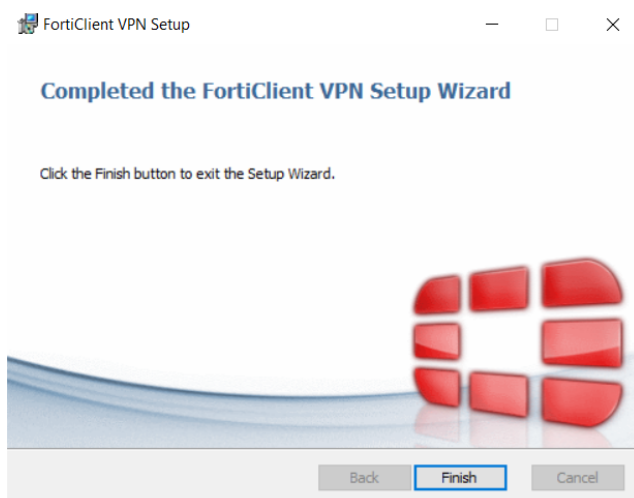 FortiClient VPN Setup
Completed the FortiClient VPN Setup Wizard
Click the Finish button to exit the Setup Wizard.
Back Finish Cancel